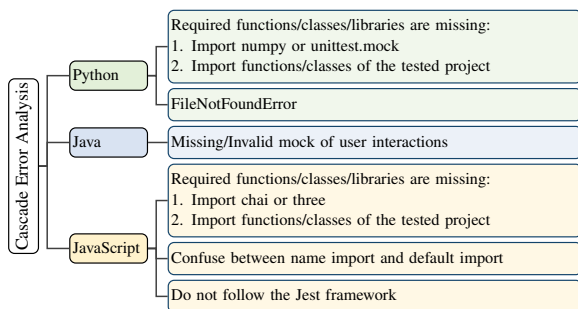 Cascade Error Analysis
Python
Required functions/classes/libraries are missing:
1. Import numpy or unittest.mock
2. Import functions/classes of the tested project
FileNotFoundError
Java
Missing/Invalid mock of user interactions
JavaScript
Required functions/classes/libraries are missing:
1. Import chai or three
2. Import functions/classes of the tested project
Confuse between name import and default import
Do not follow the Jest framework